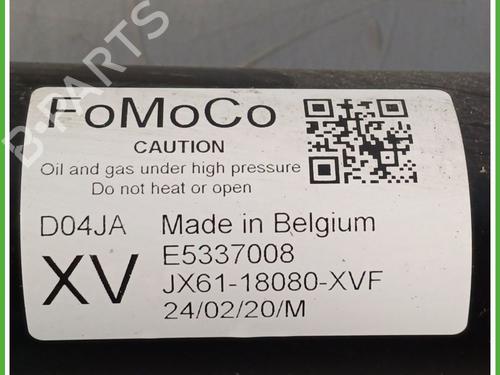 FoMoCo
CAUTION
Oil and gas under high pressure
Do not heat or open
D04JA Made in Belgium
XV E5337008
JX61-18080-XVF
24/02/20/M
B-PARTS